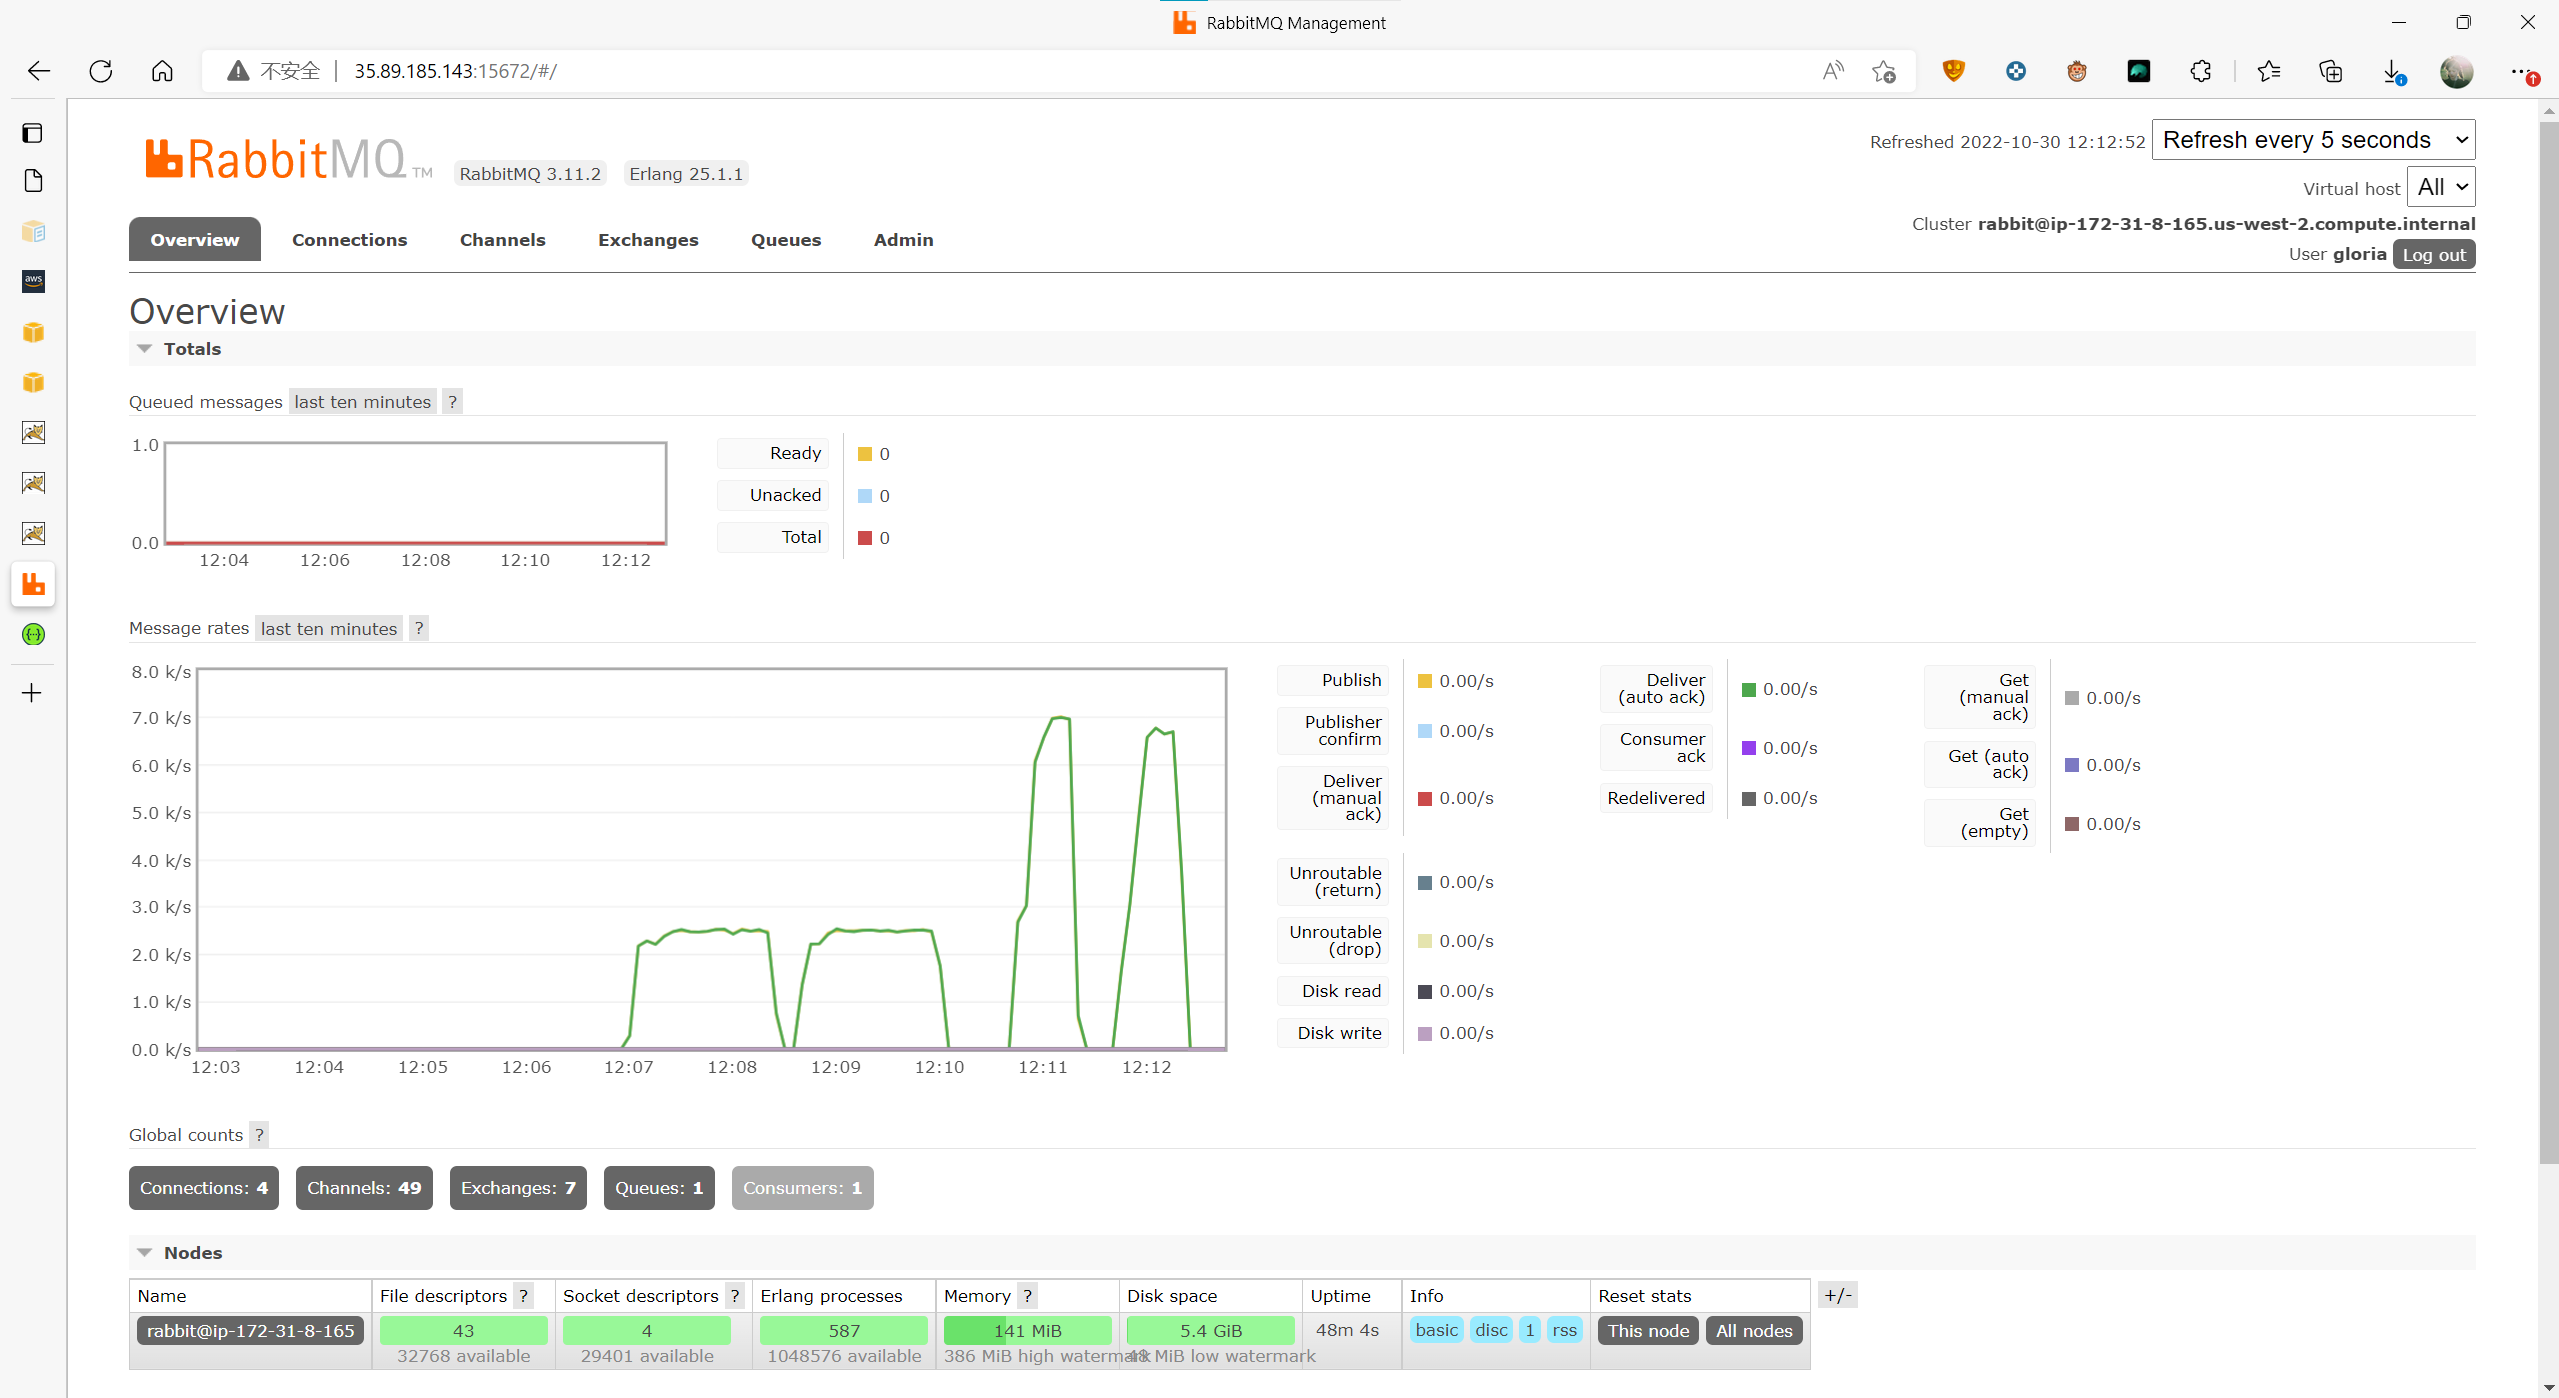 RabbitMQ Management
不安全 35.89.185.143:15672/#/
RabbitMQ TM RabbitMQ 3.11.2 Erlang 25.1.1
Refreshed 2022-10-30 12:12:52 Refresh every 5 seconds
Virtual host All
Cluster rabbit@ip-172-31-8-165.us-west-2.compute.internal
User gloria Log out
Overview Connections Channels Exchanges Queues Admin
aws
Overview
Totals
Queued messages last ten minutes ?
1.0
0.0
12:04 12:06 12:08 12:10 12:12
Ready 0
Unacked 0
Total 0
Message rates last ten minutes ?
8.0 k/s
7.0 k/s
6.0 k/s
5.0 k/s
4.0 k/s
3.0 k/s
2.0 k/s
1.0 k/s
0.0 k/s
12:03 12:04 12:05 12:06 12:07 12:08 12:09 12:10 12:11 12:12
Publish 0.00/s
Publisher
confirm 0.00/s
Deliver
(manual
ack) 0.00/s
Deliver
(auto ack) 0.00/s
Consumer
ack 0.00/s
Redelivered 0.00/s
Get
(manual
ack) 0.00/s
Get (auto
ack) 0.00/s
Get
(empty) 0.00/s
Unroutable
(return) 0.00/s
Unroutable
(drop) 0.00/s
Disk read 0.00/s
Disk write 0.00/s
Global counts ?
Connections: 4 Channels: 49 Exchanges: 7 Queues: 1 Consumers: 1
Nodes
Name File descriptors ? Socket descriptors ? Erlang processes Memory ? Disk space Uptime Info Reset stats +/-
rabbit@ip-172-31-8-165 43 4 587 141 MiB 5.4 GiB 48m 4s basic disc 1 rss This node All nodes
32768 available 29401 available 1048576 available 386 MiB high watermark 48 MiB low watermark